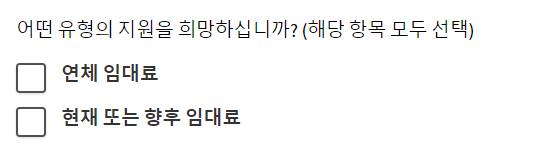 어떤 유형의 지원을 희망하십니까? (해당 항목 모두 선택)
연체 임대료
현재 또는 향후 임대료